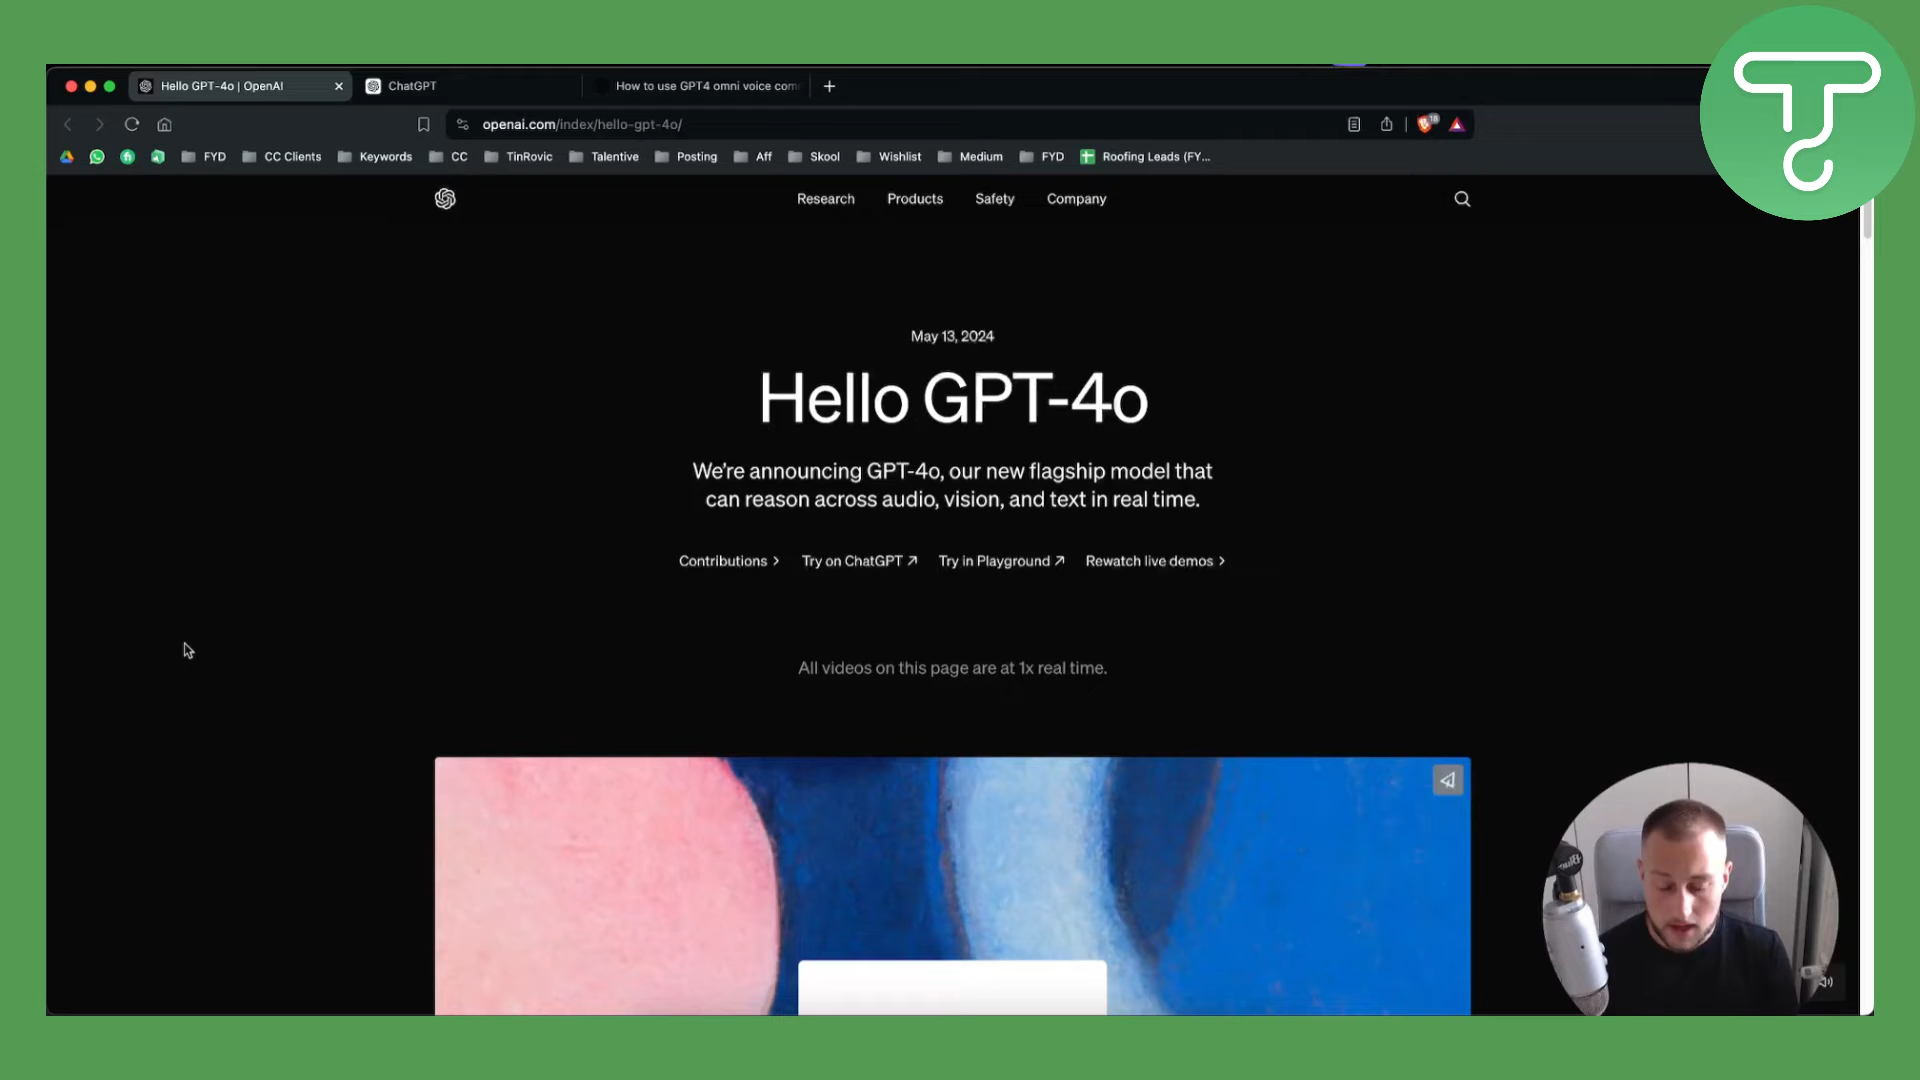 Hello GPT-4o | OpenAI
ChatGPT
How to use GPT4 omni voice com
openai.com/index/hello-gpt-4o/
18
FYD
CC Clients
Keywords
CC
TinRovic
Talentive
Posting
Aff
Skool
Wishlist
Medium
FYD
Roofing Leads (FY...
Research
Products
Safety
Company
May 13, 2024
Hello GPT-4o
We're announcing GPT-4o, our new flagship model that
can reason across audio, vision, and text in real time.
Contributions
Try on ChatGPT
Try in Playground
Rewatch live demos
All videos on this page are at 1x real time.